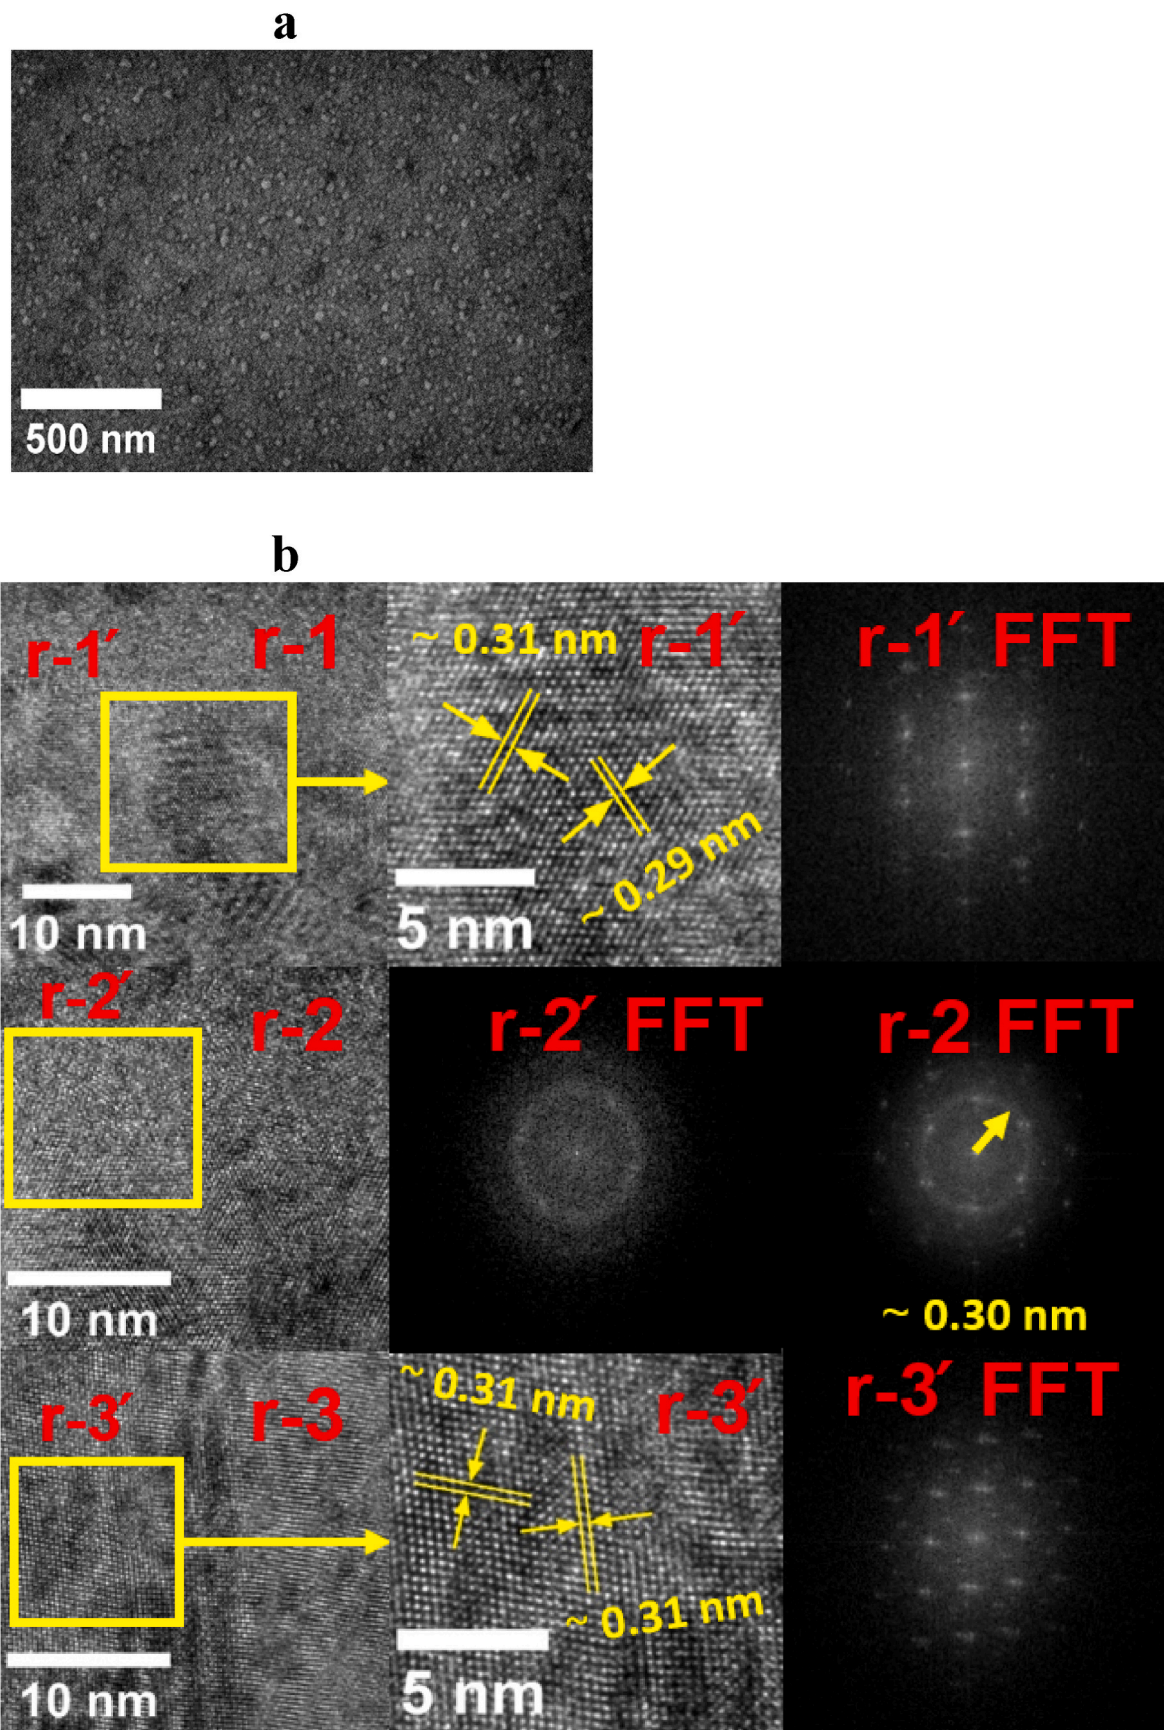 a
500 nm
b
r-1′
r-1
10 nm
~ 0.31 nm
r-1′
~ 0.29 nm
5 nm
r-1′ FFT
r-2′
r-2
10 nm
r-2′ FFT
r-2 FFT
~ 0.30 nm
r-3′
r-3
10 nm
~ 0.31 nm
r-3′
~ 0.31 nm
5 nm
r-3′ FFT